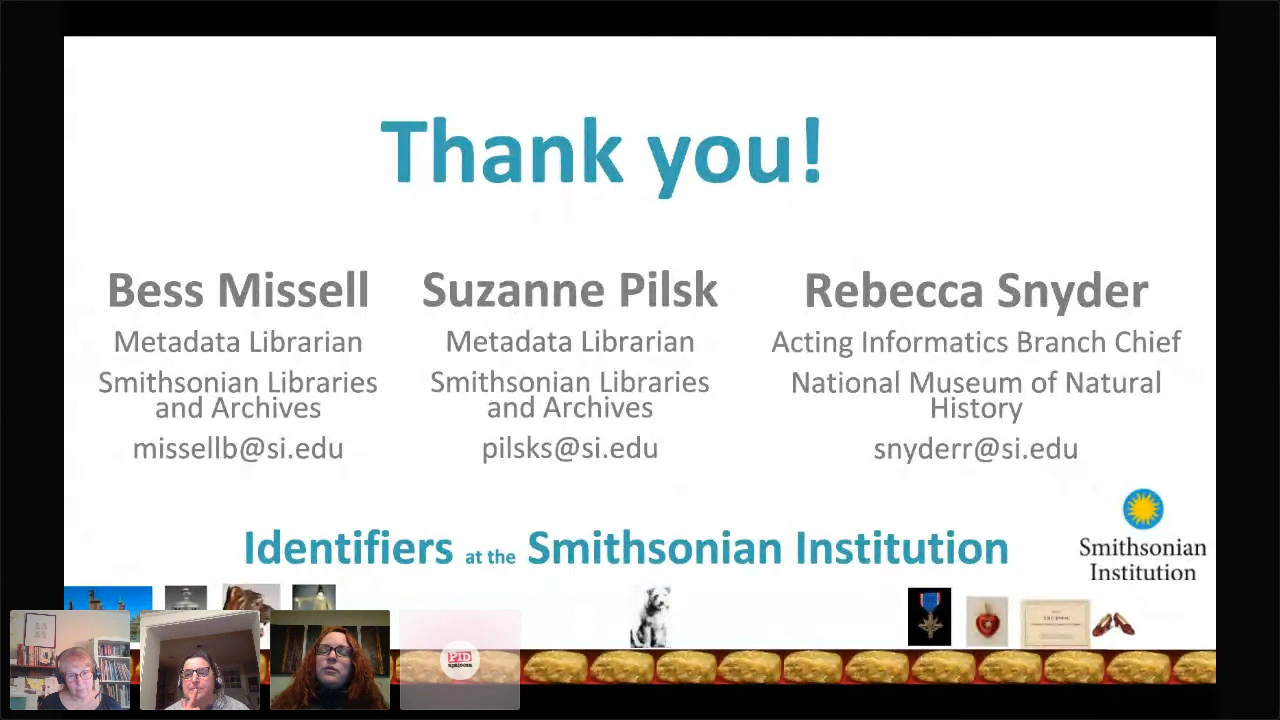 Thank you!
Bess Missell
Metadata Librarian
Smithsonian Libraries
and Archives
missellb@si.edu
Suzanne Pilsk
Metadata Librarian
Smithsonian Libraries
and Archives
pilsks@si.edu
Rebecca Snyder
Acting Informatics Branch Chief
National Museum of Natural
History
snyderr@si.edu
Identifiers at the Smithsonian Institution
Smithsonian
Institution
PID
apalooza